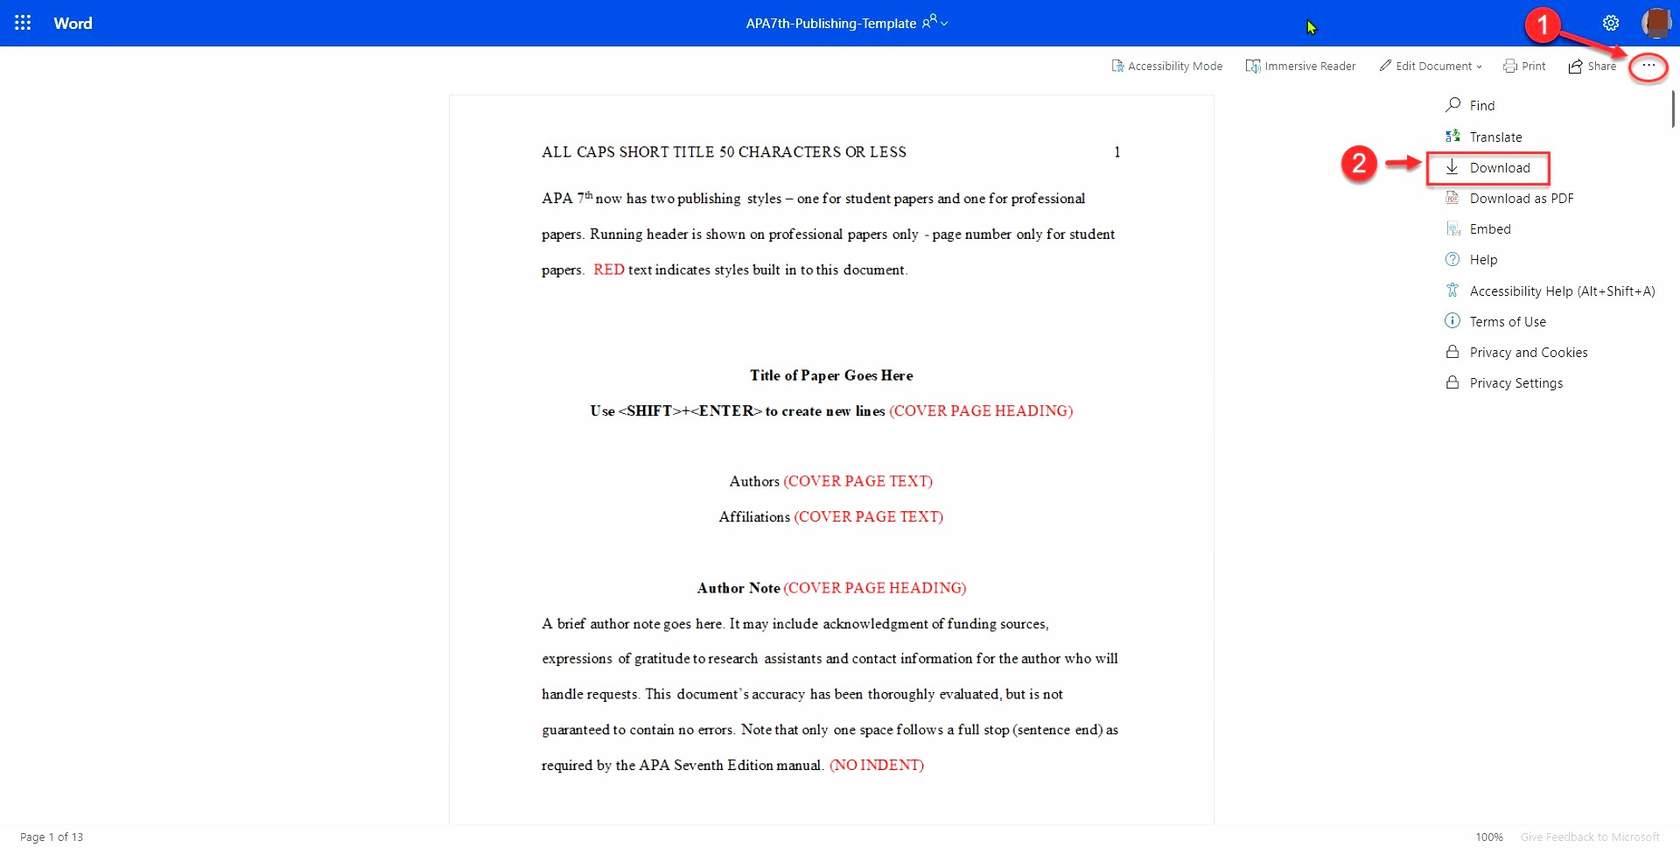 Word
APA7th-Publishing-Template
1
Accessibility Mode
Immersive Reader
Edit Document
Print
Share
...
Find
Translate
2
Download
Download as PDF
Embed
Help
Accessibility Help (Alt+Shift+A)
Terms of Use
Privacy and Cookies
Privacy Settings
ALL CAPS SHORT TITLE 50 CHARACTERS OR LESS 1
APA 7th now has two publishing styles – one for student papers and one for professional
papers. Running header is shown on professional papers only - page number only for student
papers. RED text indicates styles built in to this document.
Title of Paper Goes Here
Use <SHIFT>+<ENTER> to create new lines (COVER PAGE HEADING)
Authors (COVER PAGE TEXT)
Affiliations (COVER PAGE TEXT)
Author Note (COVER PAGE HEADING)
A brief author note goes here. It may include acknowledgment of funding sources,
expressions of gratitude to research assistants and contact information for the author who will
handle requests. This document’s accuracy has been thoroughly evaluated, but is not
guaranteed to contain no errors. Note that only one space follows a full stop (sentence end) as
required by the APA Seventh Edition manual. (NO INDENT)
Page 1 of 13
100%
Give Feedback to Microsoft